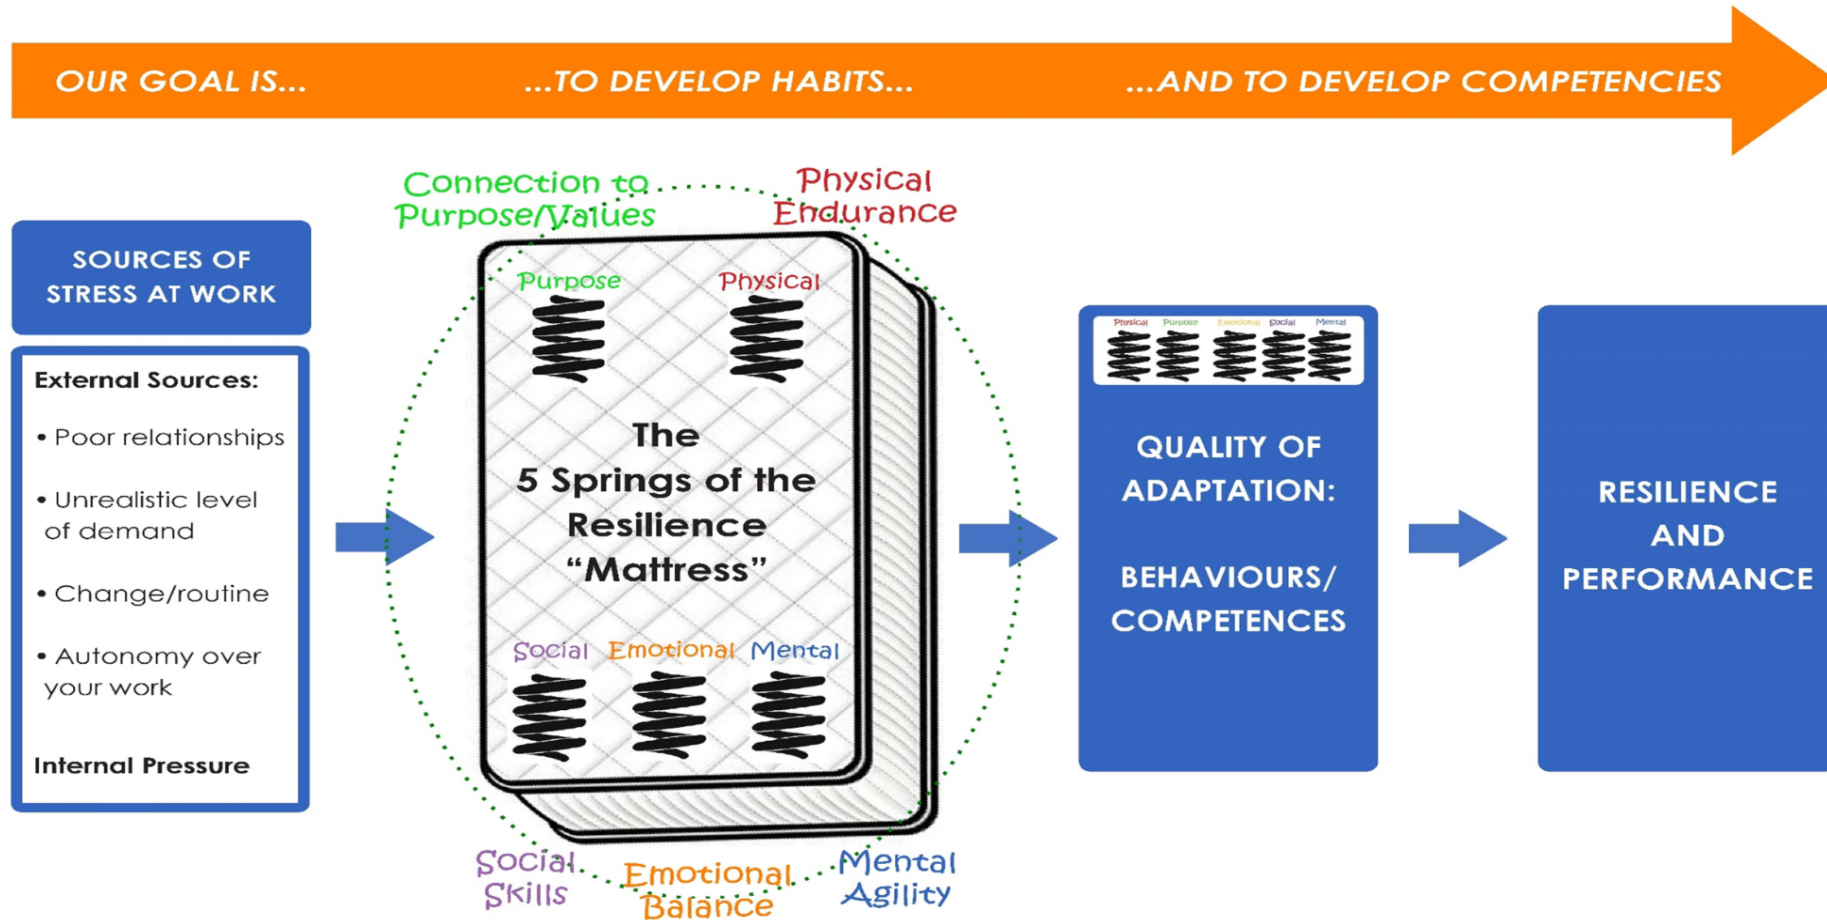 OUR GOAL IS...
...TO DEVELOP HABITS...
...AND TO DEVELOP COMPETENCIES
SOURCES OF
STRESS AT WORK
External Sources:
• Poor relationships
• Unrealistic level
of demand
• Change/routine
• Autonomy over
your work
Internal Pressure
Connection to
Purpose/Values
Physical
Endurance
Purpose
Physical
The
5 Springs of the
Resilience
“Mattress”
Social
Emotional
Mental
Social
Skills
Emotional
Balance
Mental
Agility
Physical
Purpose
Emotional
Social
Mental
QUALITY OF
ADAPTATION:
BEHAVIOURS/
COMPETENCES
RESILIENCE
AND
PERFORMANCE